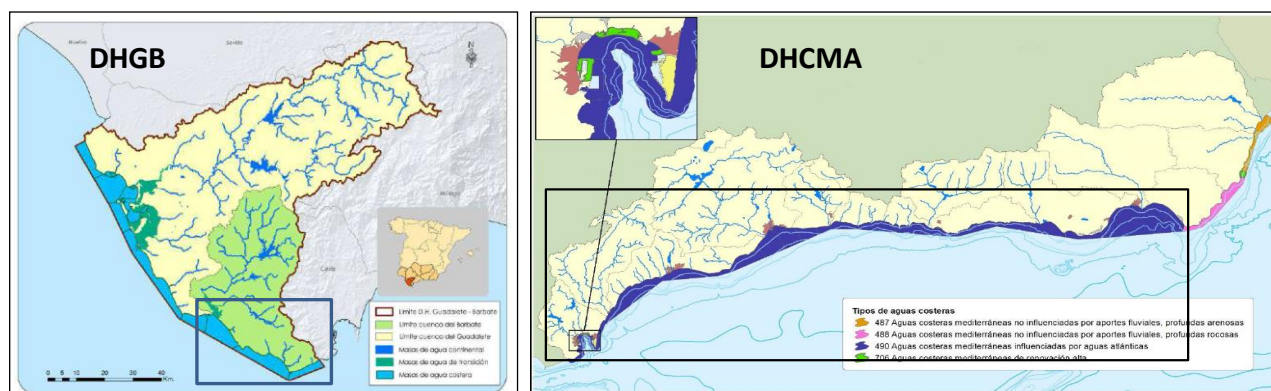 DHGB
Huelva
Sevilla
N
Málaga
Cádiz
Límite D.H. Guadalete - Barbate
Límite cuenca del Barbate
Límite cuenca del Guadalete
Masas de agua continental
Masas de agua de transición
Masas de agua costera
0 5 10 20 30 40
Km.
DHCMA
Tipos de aguas costeras
487 Aguas costeras mediterráneas no influenciadas por aportes fluviales, profundas arenosas
488 Aguas costeras mediterráneas no influenciadas por aportes fluviales, profundas rocosas
490 Aguas costeras mediterráneas influenciadas por aguas atlánticas
706 Aguas costeras mediterráneas de renovación alta